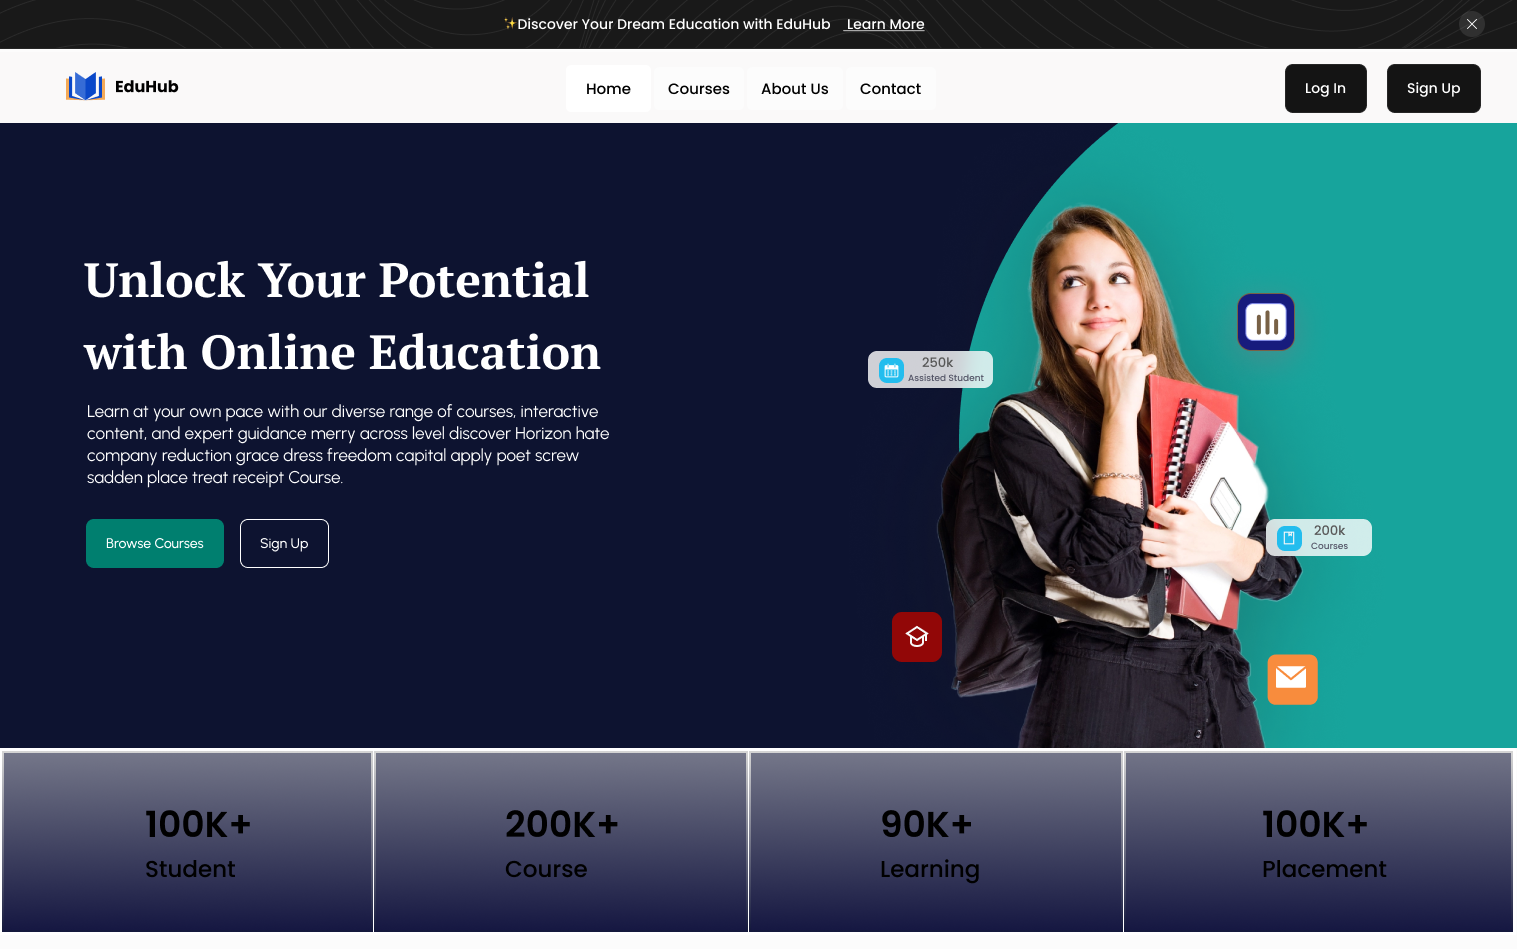 ✨Discover Your Dream Education with EduHub Learn More
EduHub
Home
Courses
About Us
Contact
Log In
Sign Up
Unlock Your Potential
with Online Education
Learn at your own pace with our diverse range of courses, interactive
content, and expert guidance merry across level discover Horizon hate
company reduction grace dress freedom capital apply poet screw
sadden place treat receipt Course.
Browse Courses
Sign Up
250k
Assisted Student
200k
Courses
100K+
Student
200K+
Course
90K+
Learning
100K+
Placement